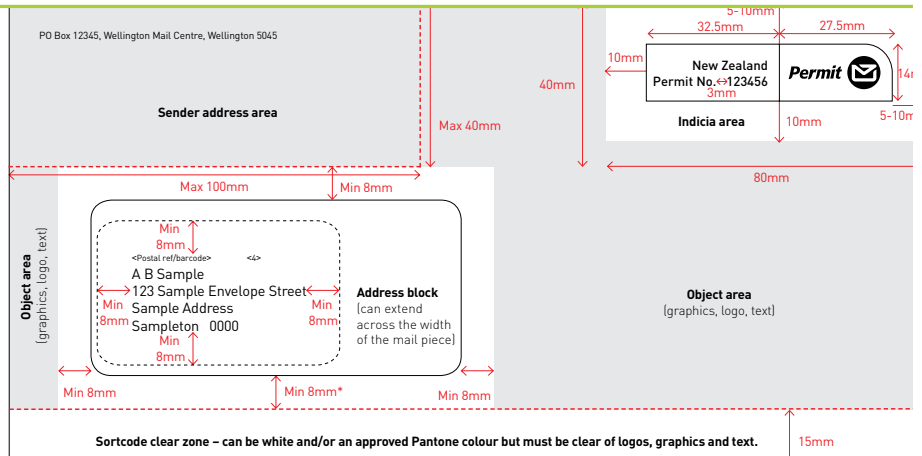 5-10mm
32.5mm
27.5mm
PO Box 12345, Wellington Mail Centre, Wellington 5045
10mm
New Zealand
Permit No. 123456
3mm
Permit
14m
40mm
5-10m
Sender address area
Indicia area
10mm
Max 40mm
80mm
Max 100mm
Min 8mm
Object area
(graphics, logo, text)
Min
8mm
<Postal ref/barcode> <4>
A B Sample
123 Sample Envelope Street
Sample Address
Sampleton 0000
Min
8mm
Min
8mm
Min
8mm
Address block
(can extend
across the width
of the mail piece)
Object area
(graphics, logo, text)
Min 8mm
Min 8mm*
Min 8mm
Sortcode clear zone – can be white and/or an approved Pantone colour but must be clear of logos, graphics and text.
15mm